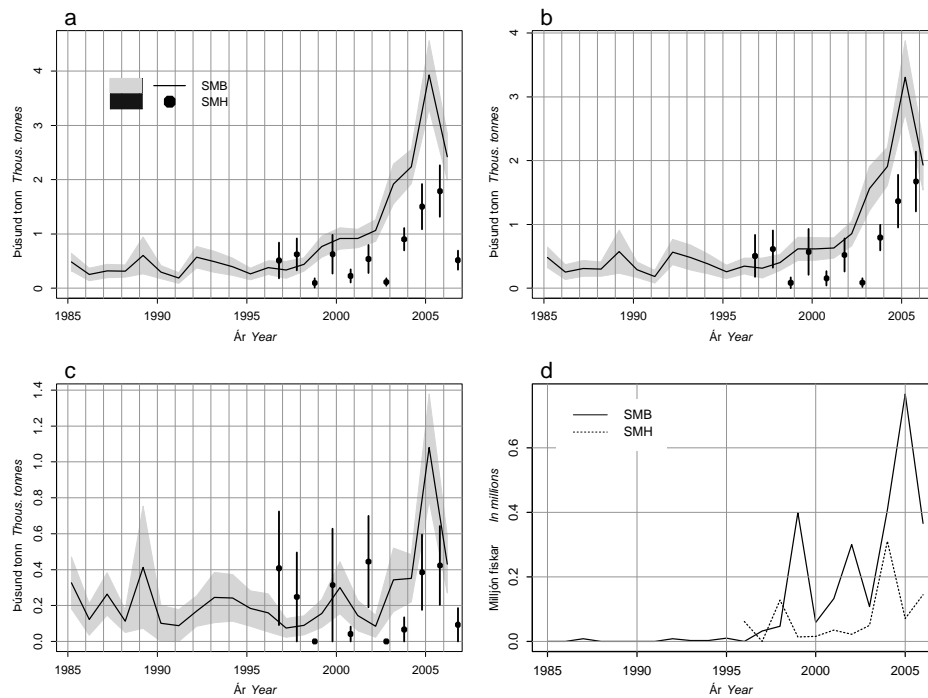 a
Þúsund tonn Thous. tonnes
4
3
2
1
0
SMB
SMH
1985 1990 1995 2000 2005
Ár Year
b
Þúsund tonn Thous. tonnes
4
3
2
1
0
1985 1990 1995 2000 2005
Ár Year
c
Þúsund tonn Thous. tonnes
1.4
1.2
1.0
0.8
0.6
0.4
0.2
0.0
1985 1990 1995 2000 2005
Ár Year
d
Milljón fiskar In millions
0.6
0.4
0.2
0.0
SMB
SMH
1985 1990 1995 2000 2005
Ár Year